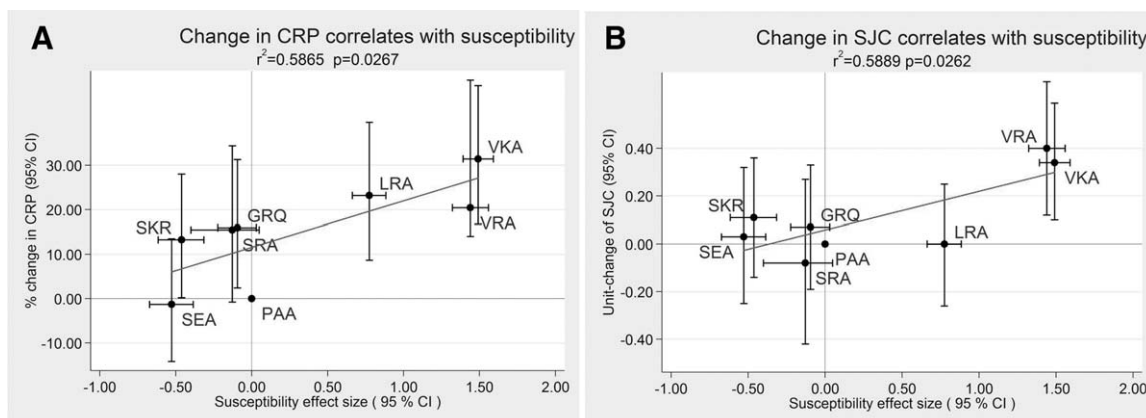 A
Change in CRP correlates with susceptibility
r²=0.5865 p=0.0267
% change in CRP (95% CI)
30.00
20.00
10.00
0.00
-10.00
VKA
LRA
VRA
GRQ
SKR
SRA
SEA
PAA
-1.00 -0.50 0.00 0.50 1.00 1.50 2.00
Susceptibility effect size ( 95 % CI )
B
Change in SJC correlates with susceptibility
r²=0.5889 p=0.0262
Unit-change of SJC (95% CI)
0.40
0.20
0.00
-0.20
-0.40
VRA
VKA
SKR
GRQ
LRA
SEA
PAA
SRA
-1.00 -0.50 0.00 0.50 1.00 1.50 2.00
Susceptibility effect size ( 95 % CI )